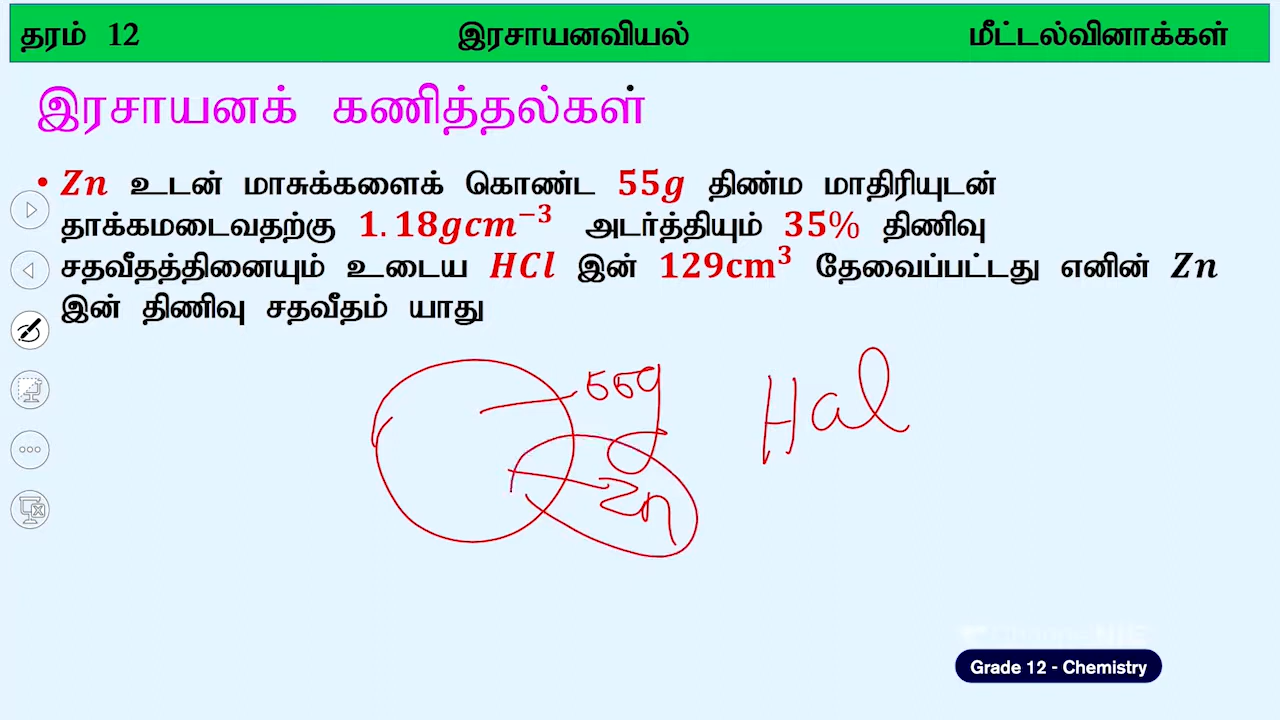 தரம் 12 இரசாயனவியல் மீட்டல்வினாக்கள்
இரசாயனக் கணித்தல்கள்
• Zn உடன் மாசுக்களைக் கொண்ட 55g திண்ம மாதிரியுடன்
தாக்கமடைவதற்கு 1.18gcm⁻³ அடர்த்தியும் 35% திணிவு
சதவீதத்தினையும் உடைய HCl இன் 129cm³ தேவைப்பட்டது எனின் Zn
இன் திணிவு சதவீதம் யாது
55g
HCl
Zn
Grade 12 - Chemistry